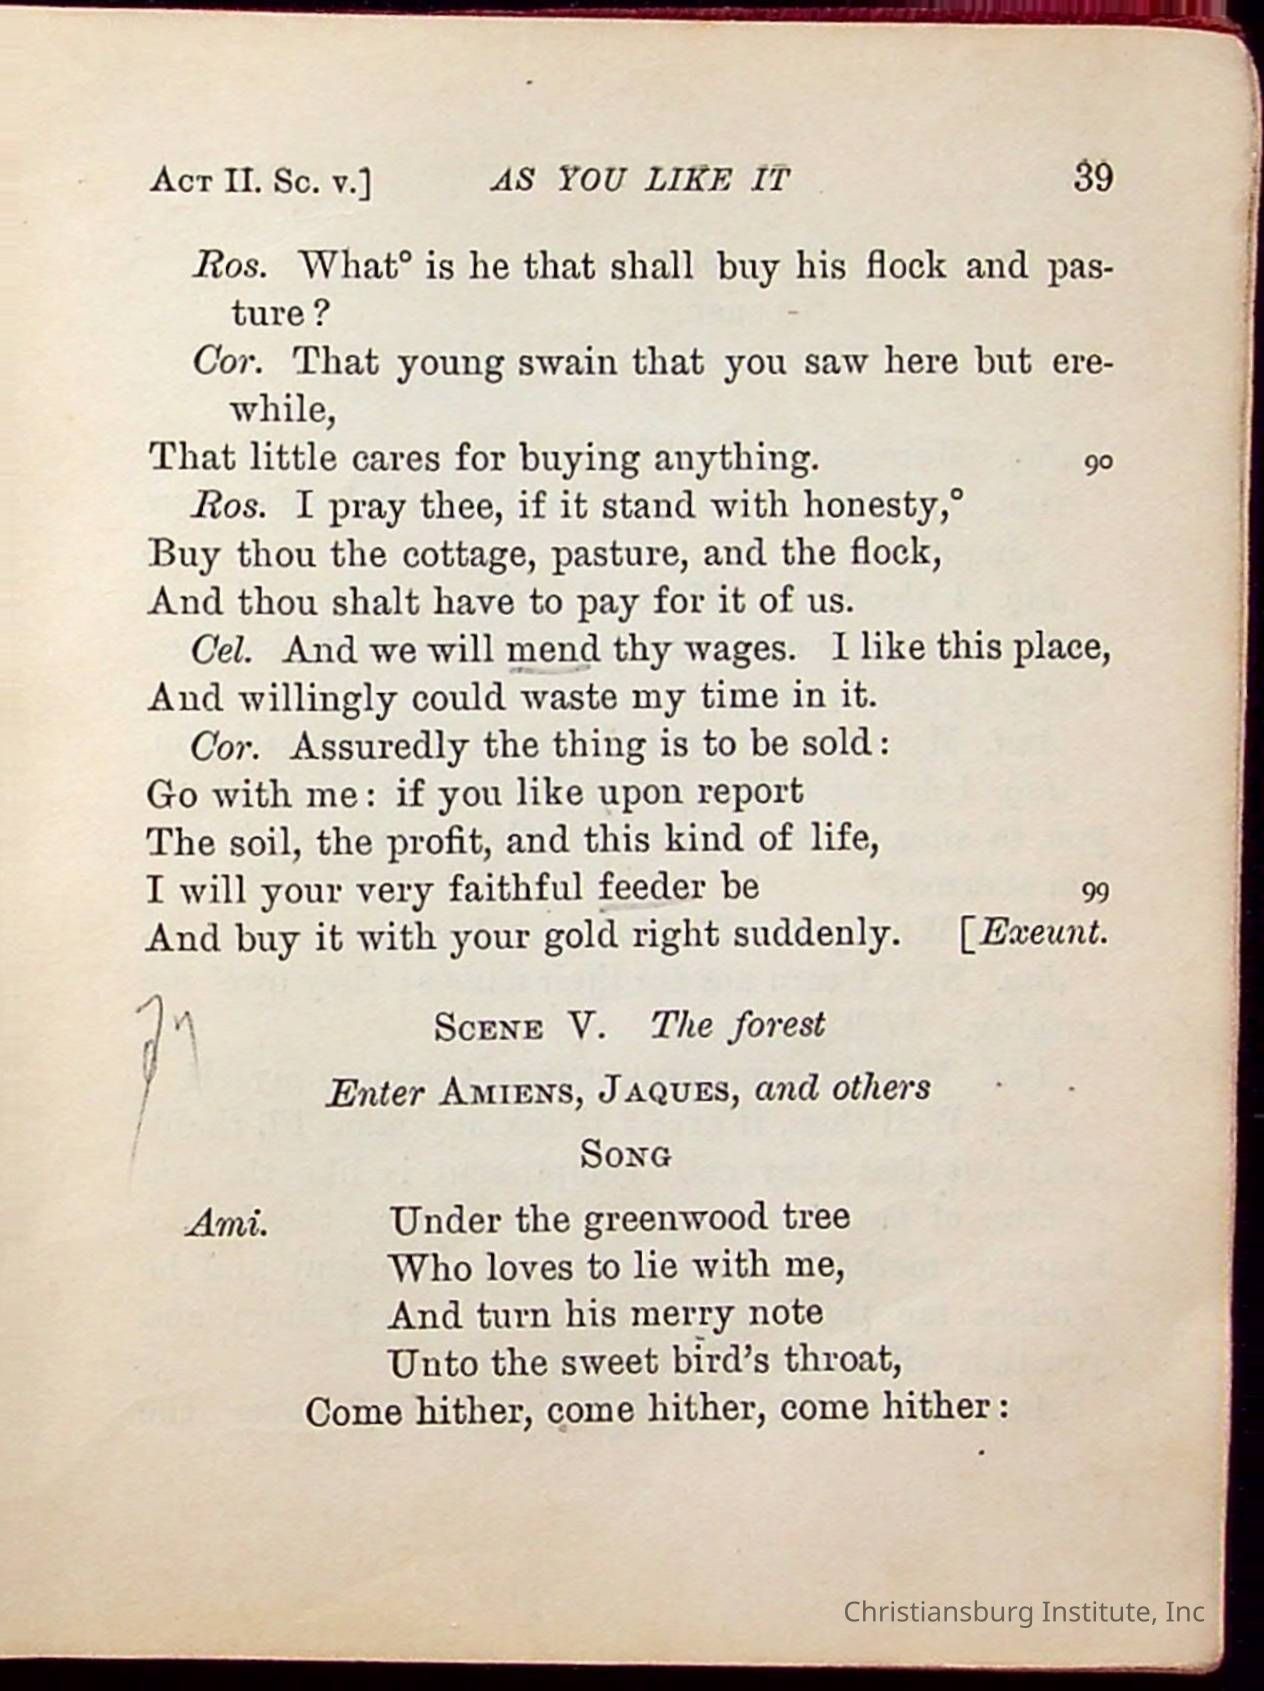 ACT II. SC. V.] AS YOU LIKE IT 39
Ros. What° is he that shall buy his flock and pas-
ture?
Cor. That young swain that you saw here but ere-
while,
That little cares for buying anything. 90
Ros. I pray thee, if it stand with honesty,°
Buy thou the cottage, pasture, and the flock,
And thou shalt have to pay for it of us.
Cel. And we will mend thy wages. I like this place,
And willingly could waste my time in it.
Cor. Assuredly the thing is to be sold:
Go with me: if you like upon report
The soil, the profit, and this kind of life,
I will your very faithful feeder be 99
And buy it with your gold right suddenly. [Exeunt.
SCENE V. The forest
Enter AMIENS, JAQUES, and others
SONG
Ami. Under the greenwood tree
Who loves to lie with me,
And turn his merry note
Unto the sweet bird's throat,
Come hither, come hither, come hither:
Christiansburg Institute, Inc